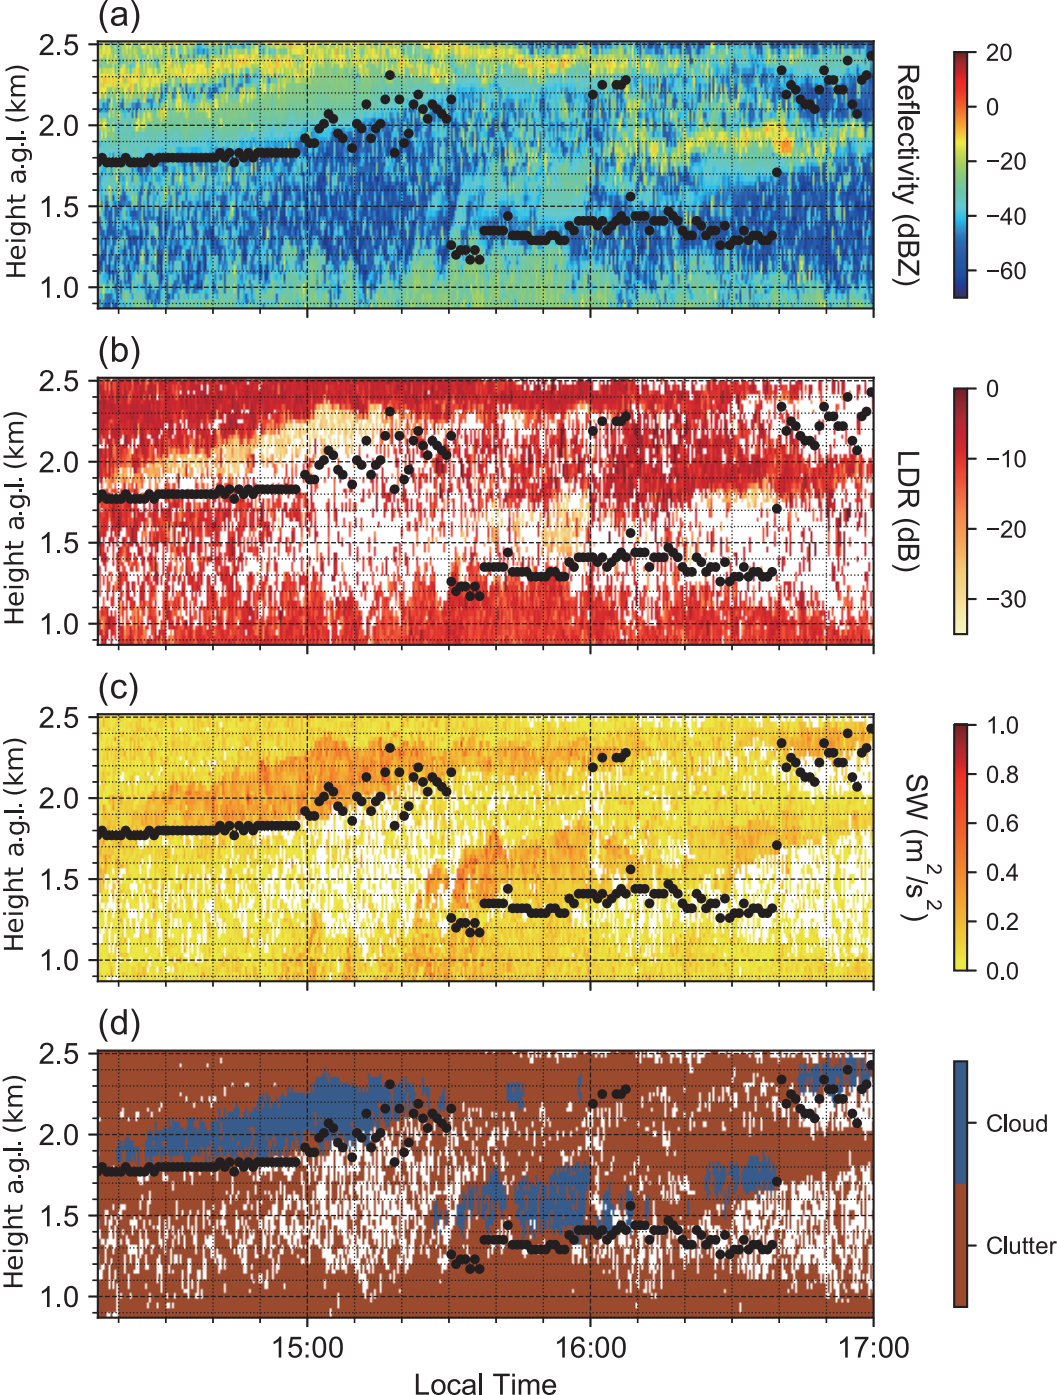 (a)
2.5
2.0
1.5
1.0
Height a.g.l. (km)
20
0
−20
−40
−60
Reflectivity (dBZ)
(b)
2.5
2.0
1.5
1.0
Height a.g.l. (km)
0
−10
−20
−30
LDR (dB)
(c)
2.5
2.0
1.5
1.0
Height a.g.l. (km)
1.0
0.8
0.6
0.4
0.2
0.0
SW (m²/s²)
(d)
2.5
2.0
1.5
1.0
Height a.g.l. (km)
Cloud
Clutter
15:00 16:00 17:00
Local Time